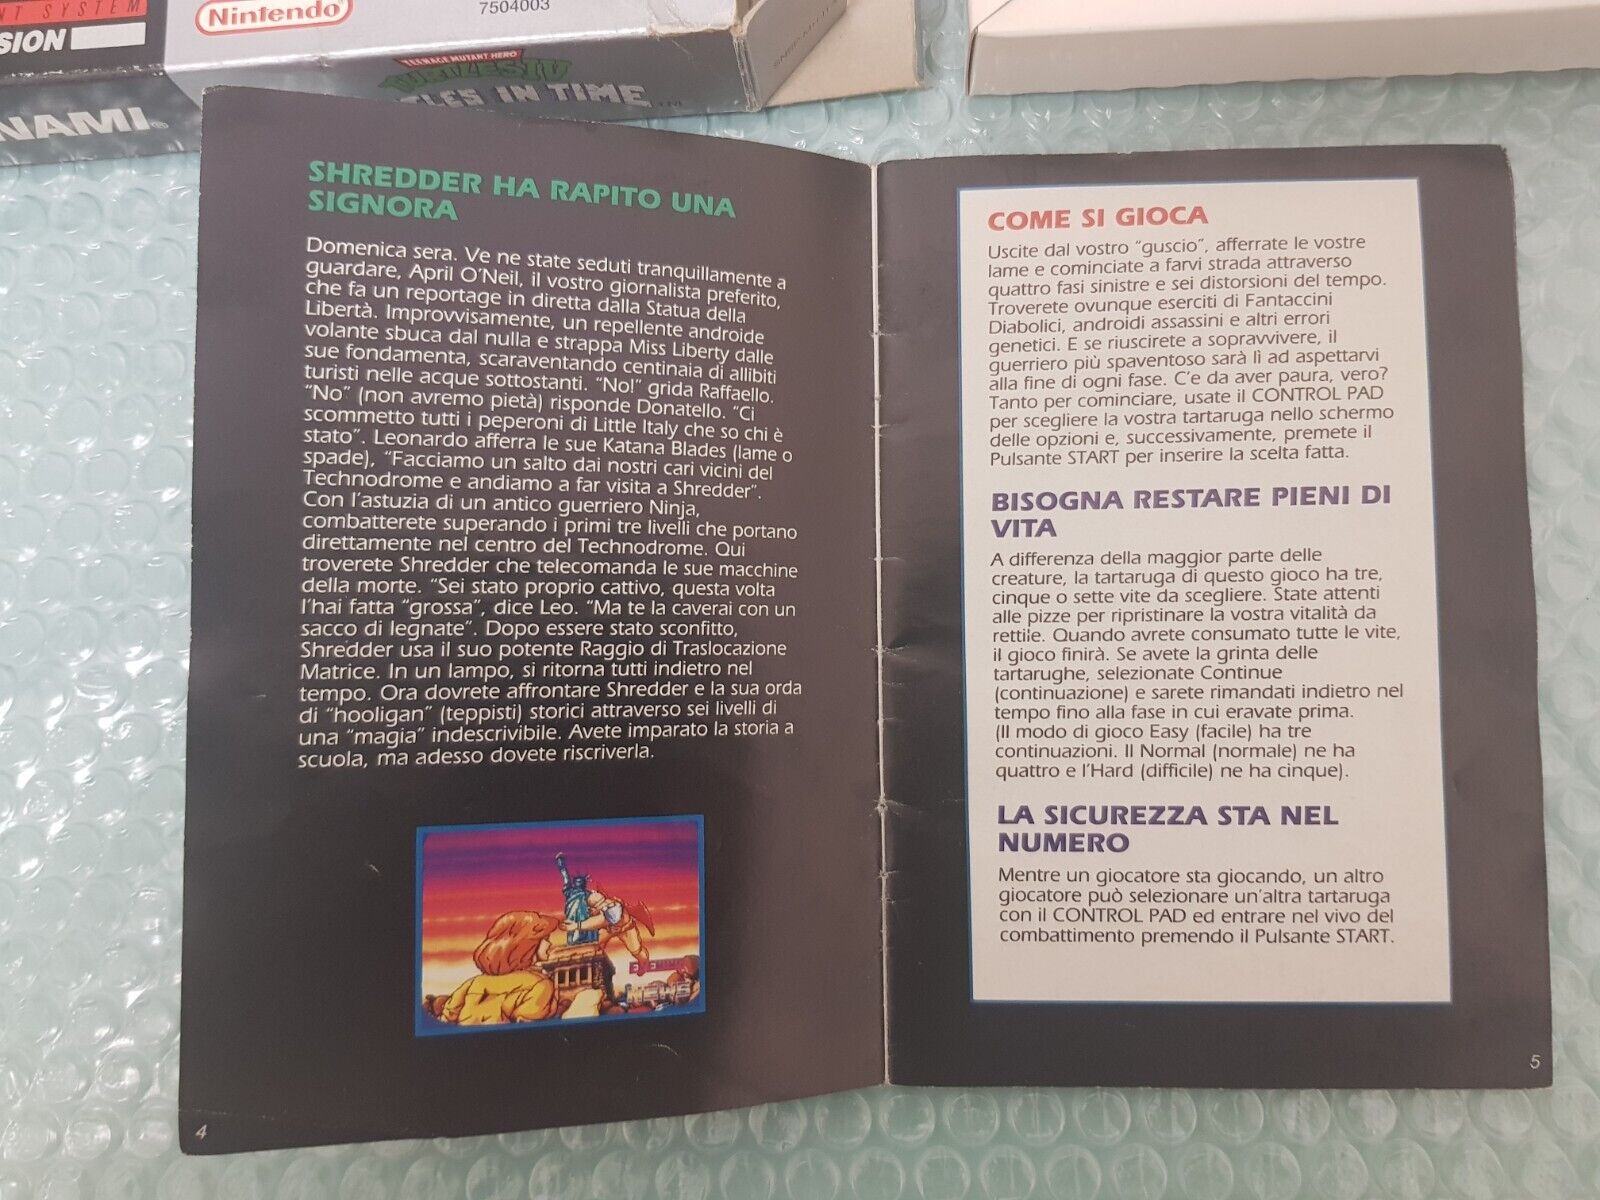 NT SYSTEM
SION
Nintendo
7504003
TEENAGE MUTANT HERO
TURTLES IV
TLES IN TIME TM
NAMI®
SHREDDER HA RAPITO UNA
SIGNORA
Domenica sera. Ve ne state seduti tranquillamente a
guardare, April O'Neil, il vostro giornalista preferito,
che fa un reportage in diretta dalla Statua della
Libertà. Improvvisamente, un repellente androide
volante sbuca dal nulla e strappa Miss Liberty dalle
sue fondamenta, scaraventando centinaia di allibiti
turisti nelle acque sottostanti. "No!" grida Raffaello.
"No" (non avremo pietà) risponde Donatello. "Ci
scommetto tutti i peperoni di Little Italy che so chi è
stato". Leonardo afferra le sue Katana Blades (lame o
spade), "Facciamo un salto dai nostri cari vicini del
Technodrome e andiamo a far visita a Shredder".
Con l'astuzia di un antico guerriero Ninja,
combatterete superando i primi tre livelli che portano
direttamente nel centro del Technodrome. Qui
troverete Shredder che telecomanda le sue macchine
della morte. "Sei stato proprio cattivo, questa volta
l'hai fatta "grossa", dice Leo. "Ma te la caverai con un
sacco di legnate". Dopo essere stato sconfitto,
Shredder usa il suo potente Raggio di Traslocazione
Matrice. In un lampo, si ritorna tutti indietro nel
tempo. Ora dovrete affrontare Shredder e la sua orda
di "hooligan" (teppisti) storici attraverso sei livelli di
una "magia" indescrivibile. Avete imparato la storia a
scuola, ma adesso dovete riscriverla.
NEWS
4
COME SI GIOCA
Uscite dal vostro "guscio", afferrate le vostre
lame e cominciate a farvi strada attraverso
quattro fasi sinistre e sei distorsioni del tempo.
Troverete ovunque eserciti di Fantaccini
Diabolici, androidi assassini e altri errori
genetici. E se riuscirete a sopravvivere, il
guerriero più spaventoso sarà lì ad aspettarvi
alla fine di ogni fase. C'e da aver paura, vero?
Tanto per cominciare, usate il CONTROL PAD
per scegliere la vostra tartaruga nello schermo
delle opzioni e, successivamente, premete il
Pulsante START per inserire la scelta fatta.
BISOGNA RESTARE PIENI DI
VITA
A differenza della maggior parte delle
creature, la tartaruga di questo gioco ha tre,
cinque o sette vite da scegliere. State attenti
alle pizze per ripristinare la vostra vitalità da
rettile. Quando avrete consumato tutte le vite,
il gioco finirà. Se avete la grinta delle
tartarughe, selezionate Continue
(continuazione) e sarete rimandati indietro nel
tempo fino alla fase in cui eravate prima.
(Il modo di gioco Easy (facile) ha tre
continuazioni. Il Normal (normale) ne ha
quattro e l'Hard (difficile) ne ha cinque).
LA SICUREZZA STA NEL
NUMERO
Mentre un giocatore sta giocando, un altro
giocatore può selezionare un'altra tartaruga
con il CONTROL PAD ed entrare nel vivo del
combattimento premendo il Pulsante START.
5